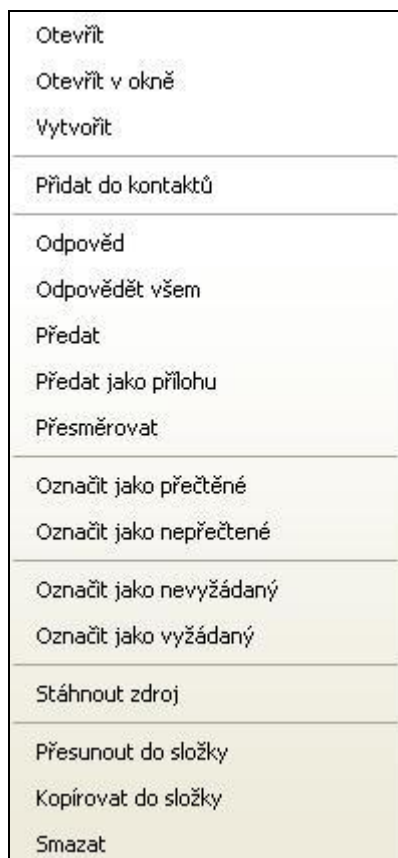 Otevřít
Otevřít v okně
Vytvořit
Přidat do kontaktů
Odpověd
Odpovědět všem
Předat
Předat jako přílohu
Přesměrovat
Označit jako přečtěné
Označit jako nepřečtené
Označit jako nevyžádaný
Označit jako vyžádaný
Stáhnout zdroj
Přesunout do složky
Kopírovat do složky
Smazat